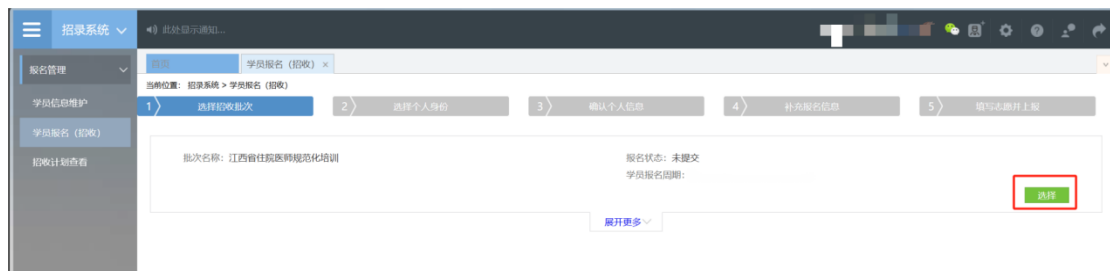 招录系统
此处显示通知...
报名管理
学员信息维护
学员报名（招收）
招收计划查看
首页
学员报名（招收） ×
当前位置： 招录系统 > 学员报名（招收）
1 选择招收批次
2 选择个人身份
3 确认个人信息
4 补充报名信息
5 填写志愿并上报
批次名称：江西省住院医师规范化培训
报名状态：未提交
学员报名周期：
选择
展开更多